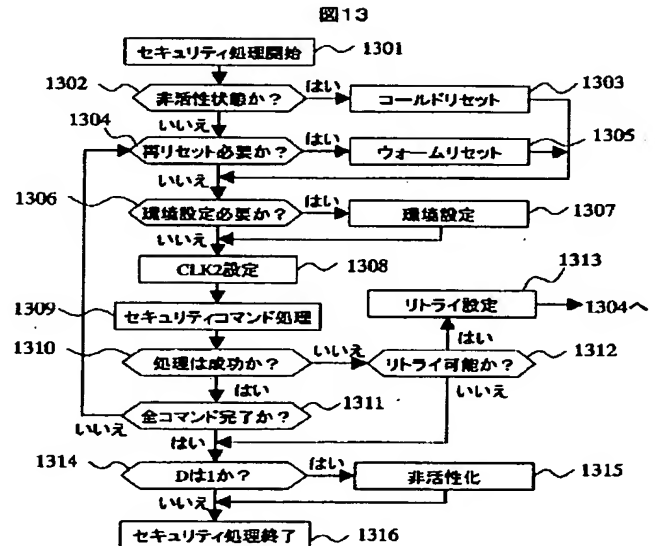 図13
セキュリティ処理開始 1301
1302 非活性状態か? はい コールドリセット 1303
いいえ
1304 再リセット必要か? はい ウォームリセット 1305
いいえ
1306 環境設定必要か? はい 環境設定 1307
いいえ
CLK2設定 1308
1309 セキュリティコマンド処理
1313 リトライ設定 1304へ
はい
1310 処理は成功か? いいえ リトライ可能か? 1312
はい いいえ
全コマンド完了か? 1311
いいえ はい
1314 Dは1か? はい 非活性化 1315
いいえ
セキュリティ処理終了 1316